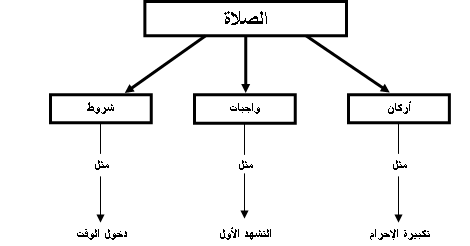 الصلاة
أركان
واجبات
شروط
مثل
مثل
مثل
تكبيرة الإحرام
التشهد الأول
دخول الوقت